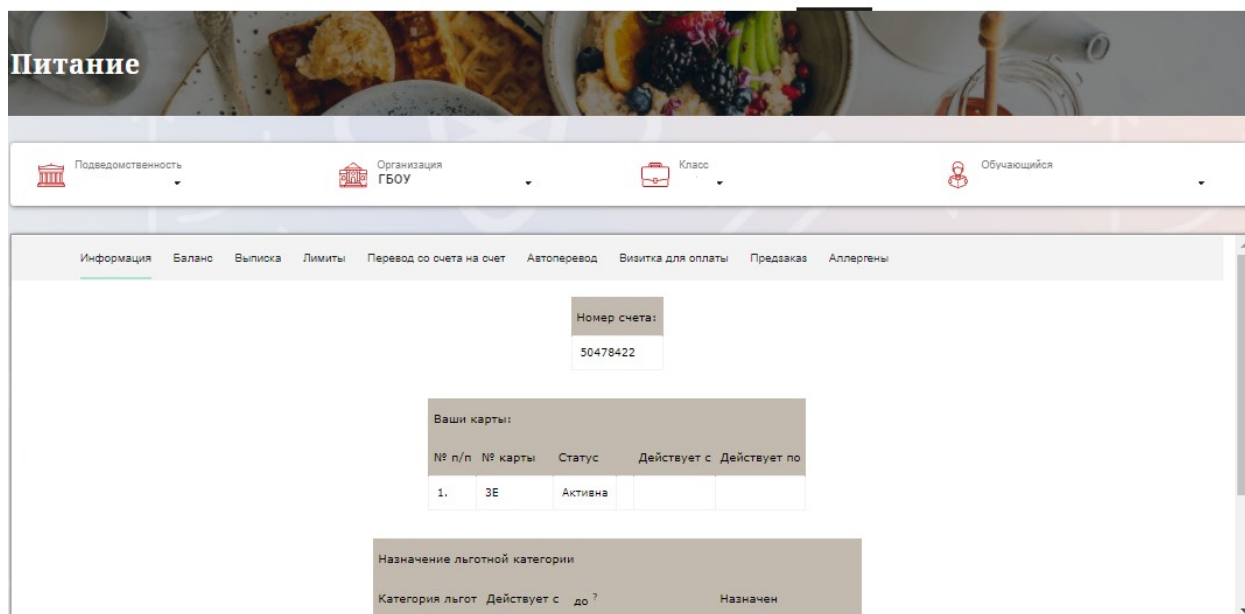 Питание
Подведомственность
Организация
ГБОУ
Класс
Обучающийся
Информация Баланс Выписка Лимиты Перевод со счета на счет Автоперевод Визитка для оплаты Предзаказ Аллергены
Номер счета:
50478422
Ваши карты:
№ п/п № карты Статус Действует с Действует по
1. 3E Активна
Назначение льготной категории
Категория льгот Действует с до ? Назначен